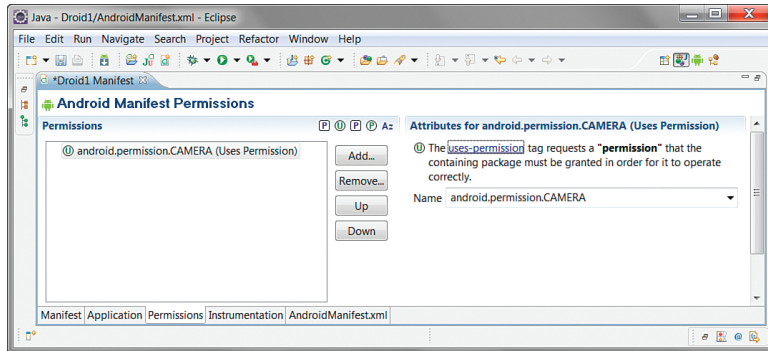 Java - Droid1/AndroidManifest.xml - Eclipse
File Edit Run Navigate Search Project Refactor Window Help
*Droid1 Manifest
Android Manifest Permissions
Permissions
P U P P Az
U android.permission.CAMERA (Uses Permission)
Add...
Remove...
Up
Down
Attributes for android.permission.CAMERA (Uses Permission)
U The uses-permission tag requests a "permission" that the
containing package must be granted in order for it to operate
correctly.
Name android.permission.CAMERA
Manifest Application Permissions Instrumentation AndroidManifest.xml